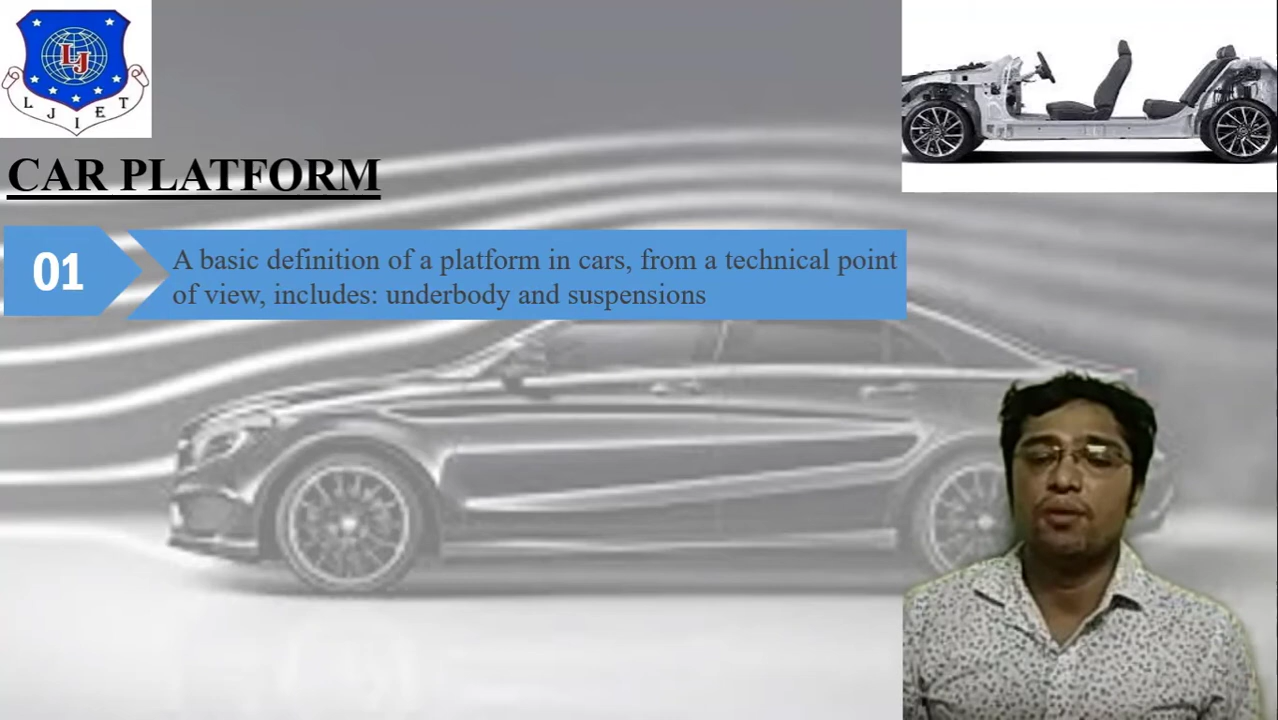 LJ
LJIET
CAR PLATFORM
01
A basic definition of a platform in cars, from a technical point
of view, includes: underbody and suspensions